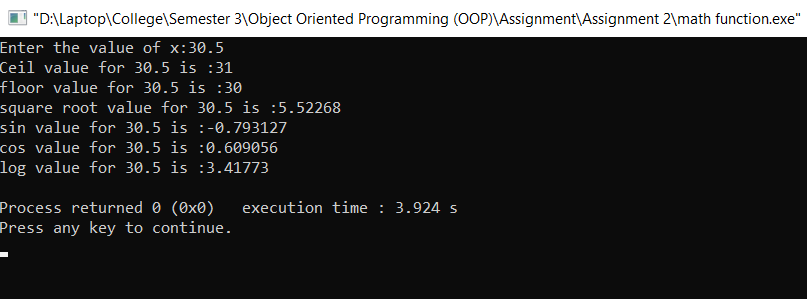 "D:\Laptop\College\Semester 3\Object Oriented Programming (OOP)\Assignment\Assignment 2\math function.exe"
Enter the value of x:30.5
Ceil value for 30.5 is :31
floor value for 30.5 is :30
square root value for 30.5 is :5.52268
sin value for 30.5 is :-0.793127
cos value for 30.5 is :0.609056
log value for 30.5 is :3.41773
Process returned 0 (0x0)   execution time : 3.924 s
Press any key to continue.